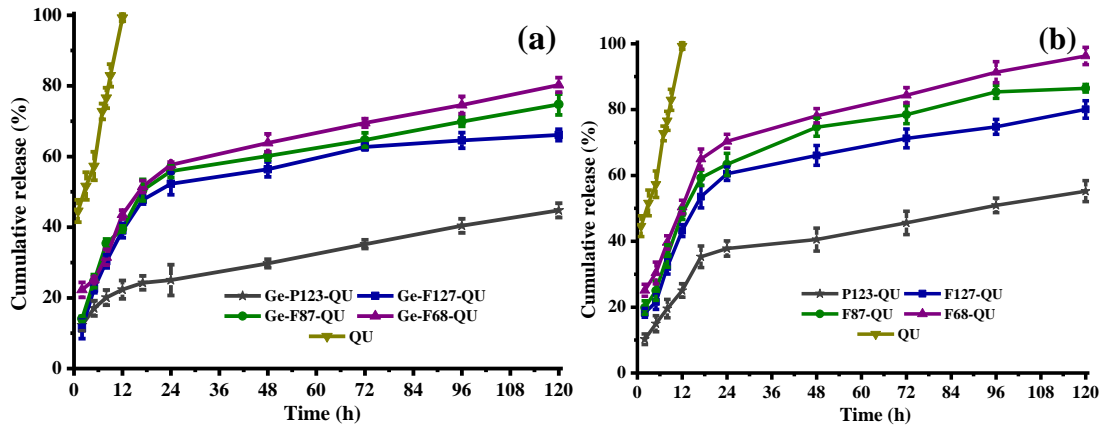 (a)
Cumulative release (%)
100
80
60
40
20
0
Ge-P123-QU Ge-F127-QU
Ge-F87-QU Ge-F68-QU
QU
0 12 24 36 48 60 72 84 96 108 120
Time (h)
(b)
Cumulative release (%)
100
80
60
40
20
0
P123-QU F127-QU
F87-QU F68-QU
QU
0 12 24 36 48 60 72 84 96 108 120
Time (h)